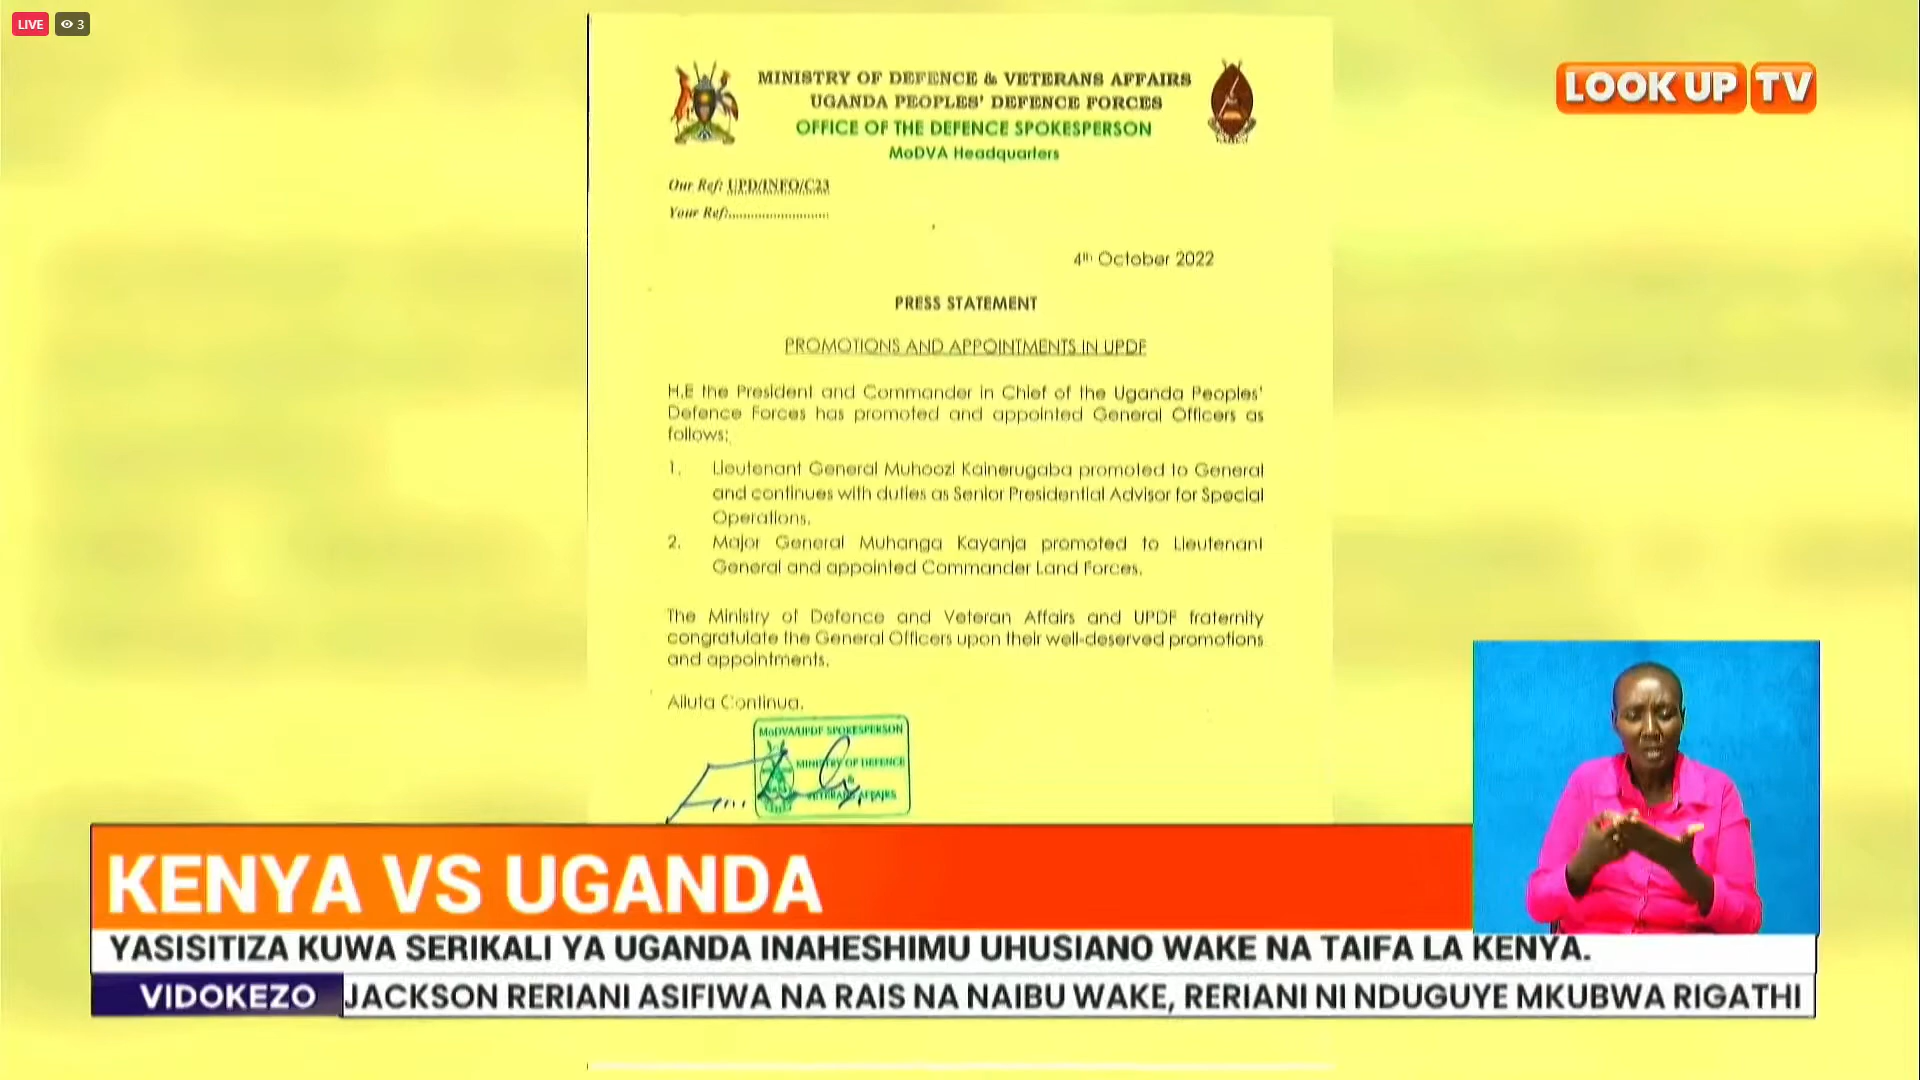 LIVE
3
LOOK UP TV
MINISTRY OF DEFENCE & VETERANS AFFAIRS
UGANDA PEOPLES' DEFENCE FORCES
OFFICE OF THE DEFENCE SPOKESPERSON
MoDVA Headquarters
Our Ref: UPD/INFO/C23
Your Ref:............................
4th October 2022
PRESS STATEMENT
PROMOTIONS AND APPOINTMENTS IN UPDF
H.E the President and Commander in Chief of the Uganda Peoples'
Defence Forces has promoted and appointed General Officers as
follows:
1. Lieutenant General Muhoozi Kainerugaba promoted to General
and continues with duties as Senior Presidential Advisor for Special
Operations.
2. Major General Muhanga Kayanja promoted to Lieutenant
General and appointed Commander Land Forces.
The Ministry of Defence and Veteran Affairs and UPDF fraternity
congratulate the General Officers upon their well-deserved promotions
and appointments.
Alluta Continua.
MoDVA/UPDF SPOKESPERSON
MINISTRY OF DEFENCE
&
VETERANS AFFAIRS
KENYA VS UGANDA
YASISITIZA KUWA SERIKALI YA UGANDA INAHESHIMU UHUSIANO WAKE NA TAIFA LA KENYA.
VIDOKEZO JACKSON RERIANI ASIFIWA NA RAIS NA NAIBU WAKE, RERIANI NI NDUGUYE MKUBWA RIGATHI